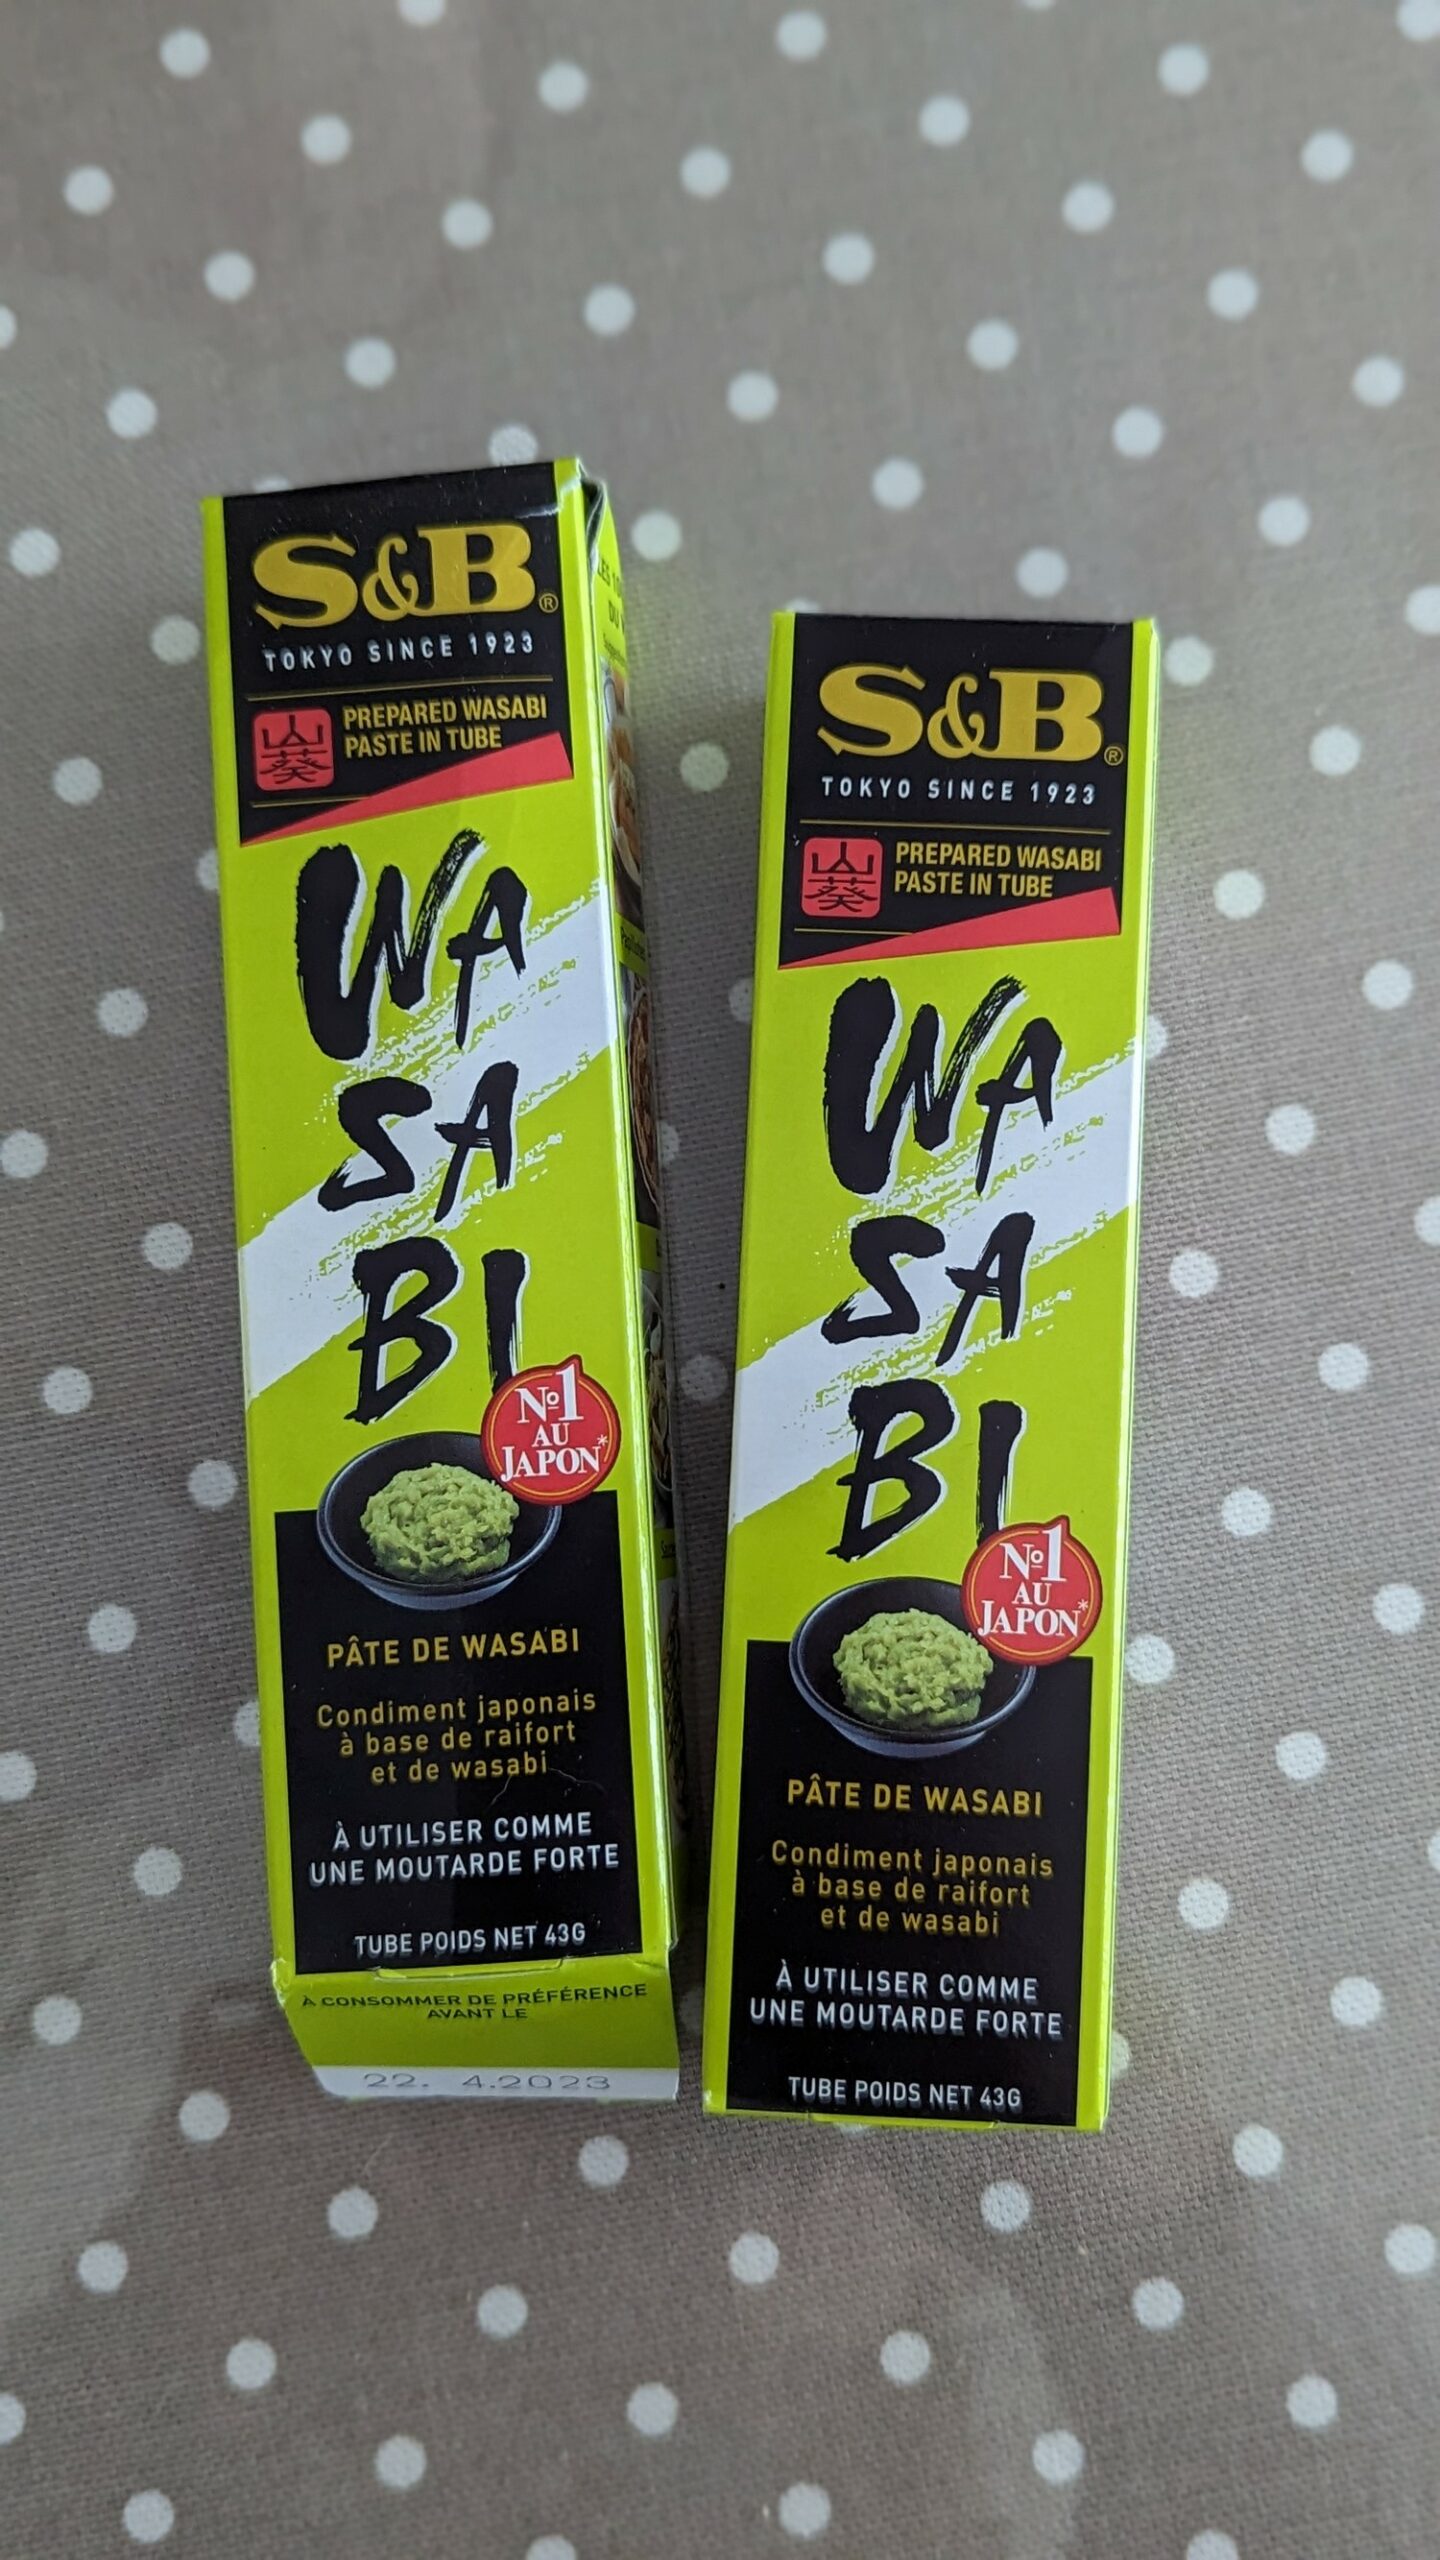 S&B®
TOKYO SINCE 1923
山葵
PREPARED WASABI
PASTE IN TUBE
WA
SA
BI
Nº1
AU
JAPON*
PÂTE DE WASABI
Condiment japonais
à base de raifort
et de wasabi
À UTILISER COMME
UNE MOUTARDE FORTE
TUBE POIDS NET 43G
À CONSOMMER DE PRÉFÉRENCE
AVANT LE
22. 4.2023
S&B®
TOKYO SINCE 1923
山葵
PREPARED WASABI
PASTE IN TUBE
WA
SA
BI
Nº1
AU
JAPON*
PÂTE DE WASABI
Condiment japonais
à base de raifort
et de wasabi
À UTILISER COMME
UNE MOUTARDE FORTE
TUBE POIDS NET 43G